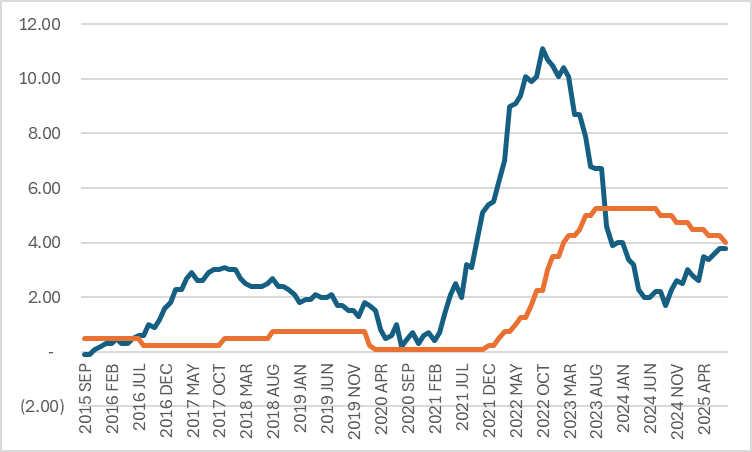 12.00
10.00
8.00
6.00
4.00
2.00
-
(2.00)
2015 SEP
2016 FEB
2016 JUL
2016 DEC
2017 MAY
2017 OCT
2018 MAR
2018 AUG
2019 JAN
2019 JUN
2019 NOV
2020 APR
2020 SEP
2021 FEB
2021 JUL
2021 DEC
2022 MAY
2022 OCT
2023 MAR
2023 AUG
2024 JAN
2024 JUN
2024 NOV
2025 APR